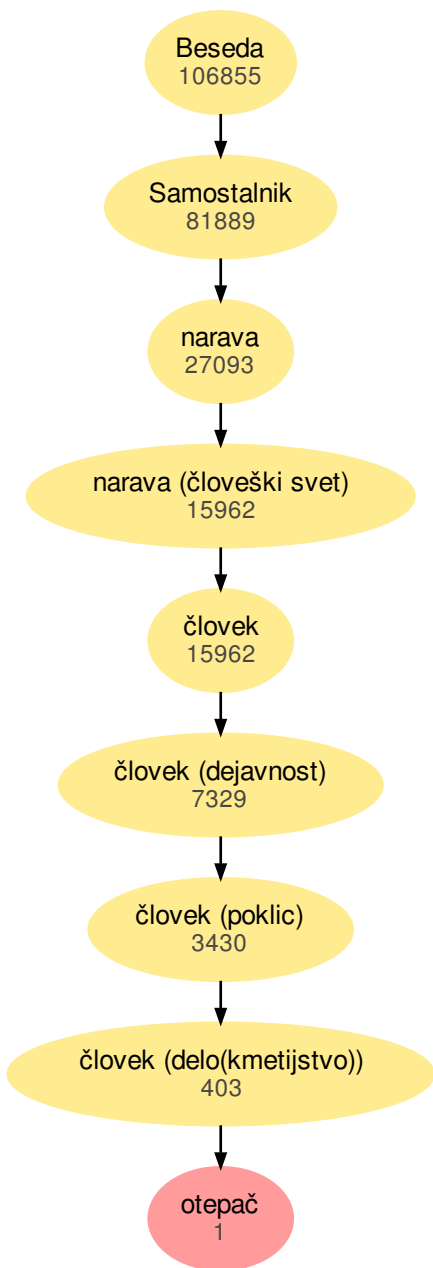 Beseda
106855
Samostalnik
81889
narava
27093
narava (človeški svet)
15962
človek
15962
človek (dejavnost)
7329
človek (poklic)
3430
človek (delo(kmetijstvo))
403
otepač
1